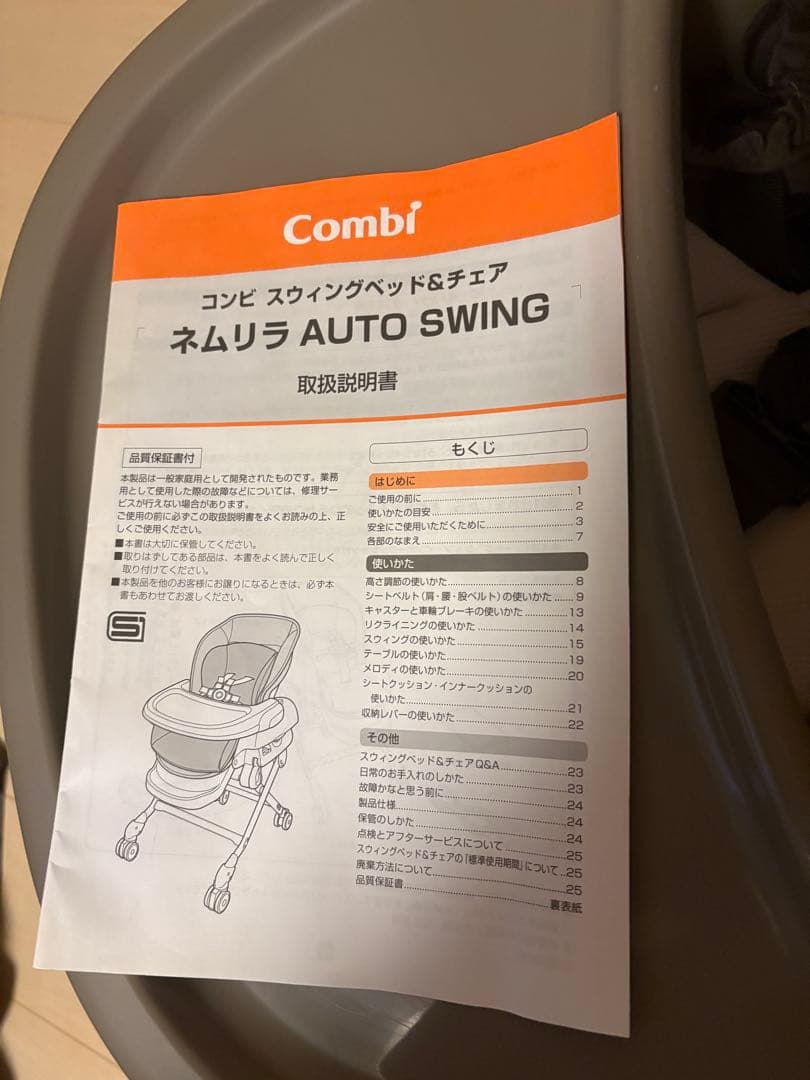 Combi
コンビ スウィングベッド&チェア
ネムリラ AUTO SWING
取扱説明書
品質保証書付
本製品は一般家庭用として開発されたものです。業務
用として使用した際の故障などについては、修理サー
ビスが行えない場合があります。
ご使用の前に必ずこの取扱説明書をよくお読みの上、正
しくご使用ください。
■本書は大切に保管してください。
■取りはずしてある部品は、本書をよく読んで正しく
取り付けてください。
■本製品を他のお客様にお譲りになるときは、必ず本
書もあわせてお渡しください。
SG
もくじ
はじめに
ご使用の前に 1
使いかたの目安 2
安全にご使用いただくために 3
各部のなまえ 7
使いかた
高さ調節の使いかた 8
シートベルト(肩・腰・股ベルト)の使いかた 9
キャスターと車輪ブレーキの使いかた 13
リクライニングの使いかた 14
スウィングの使いかた 15
テーブルの使いかた 19
メロディの使いかた 20
シートクッション・インナークッションの
使いかた 21
収納レバーの使いかた 22
その他
スウィングベッド&チェアQ&A 23
日常のお手入れのしかた 23
故障かなと思う前に 24
製品仕様 24
保管のしかた 24
点検とアフターサービスについて 25
スウィングベッド&チェアの「標準使用期間」について 25
廃棄方法について 25
品質保証書 裏表紙